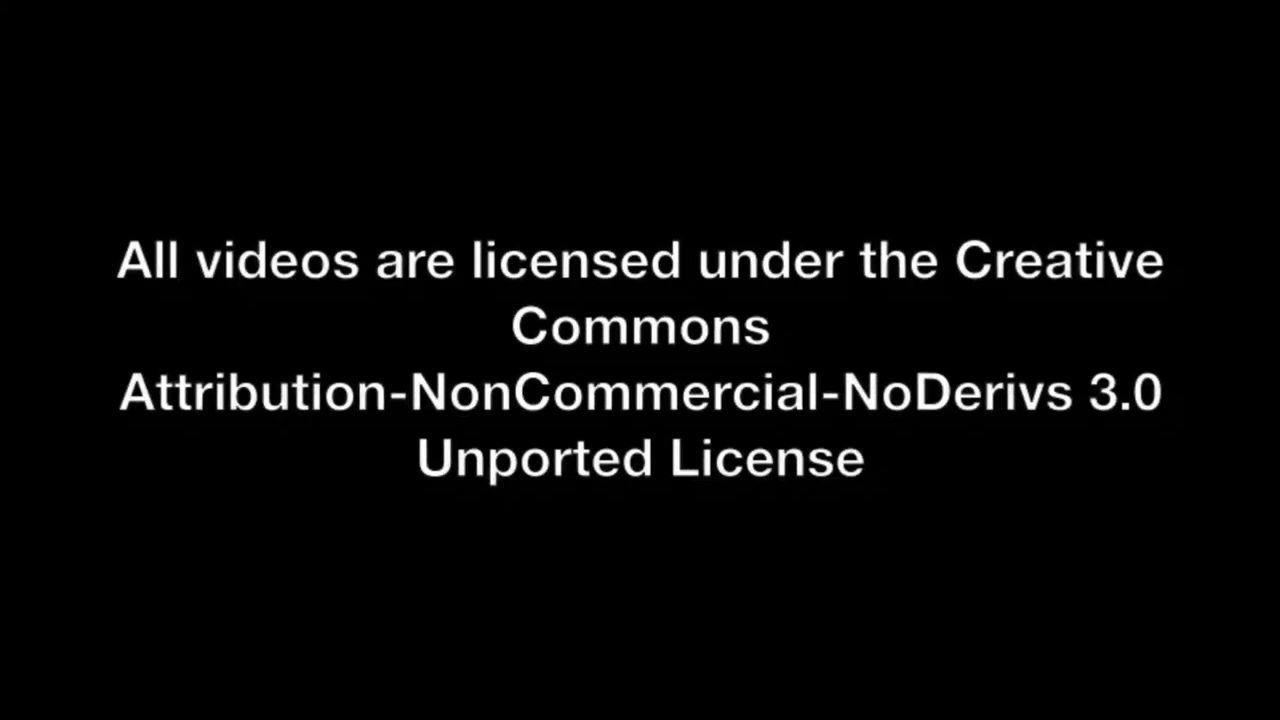 All videos are licensed under the Creative
Commons
Attribution-NonCommercial-NoDerivs 3.0
Unported License